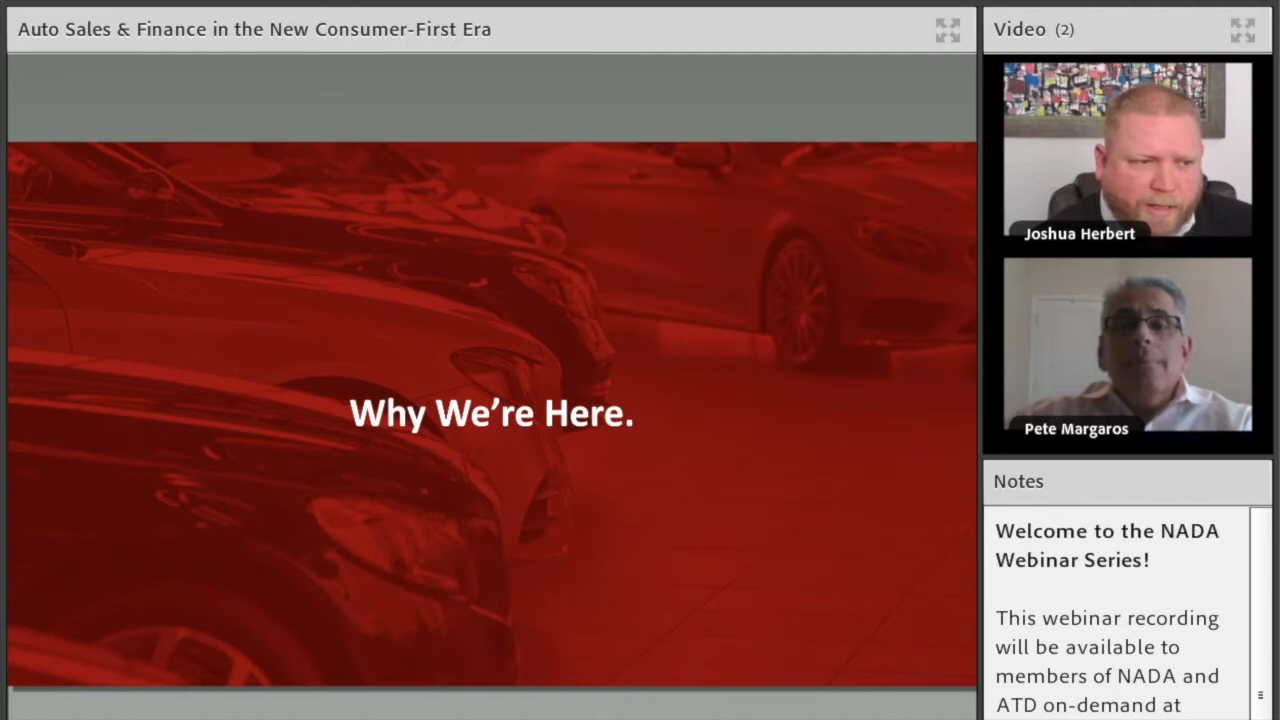 Auto Sales & Finance in the New Consumer-First Era
Why We’re Here.
Video (2)
Joshua Herbert
Pete Margaros
Notes
Welcome to the NADA
Webinar Series!
This webinar recording
will be available to
members of NADA and
ATD on-demand at